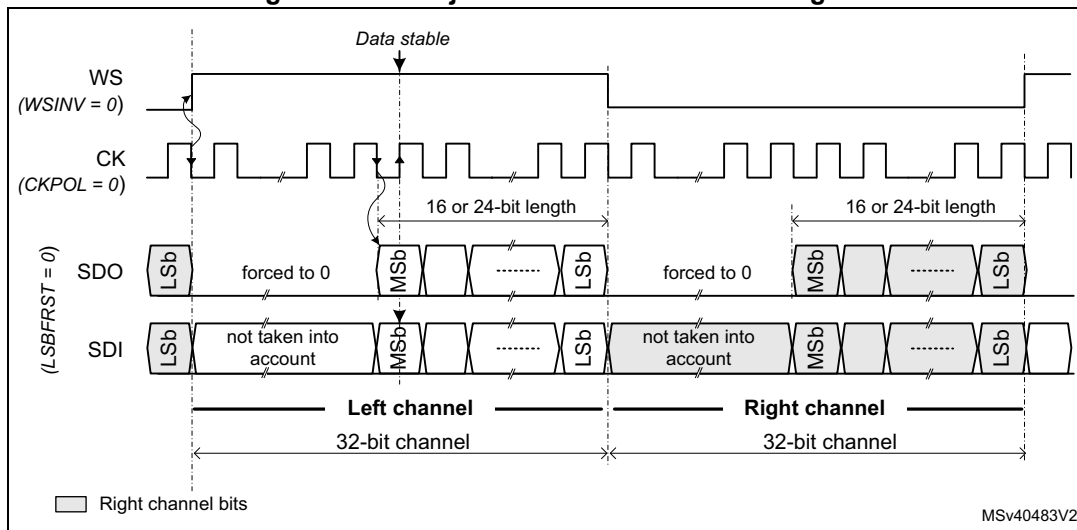 Data stable
WS
(WSINV = 0)
CK
(CKPOL = 0)
16 or 24-bit length
16 or 24-bit length
(LSBFRST = 0)
SDO
LSb
forced to 0
MSb
LSb
forced to 0
MSb
LSb
SDI
LSb
not taken into
account
MSb
LSb
not taken into
account
MSb
LSb
Left channel
Right channel
32-bit channel
32-bit channel
Right channel bits
MSv40483V2